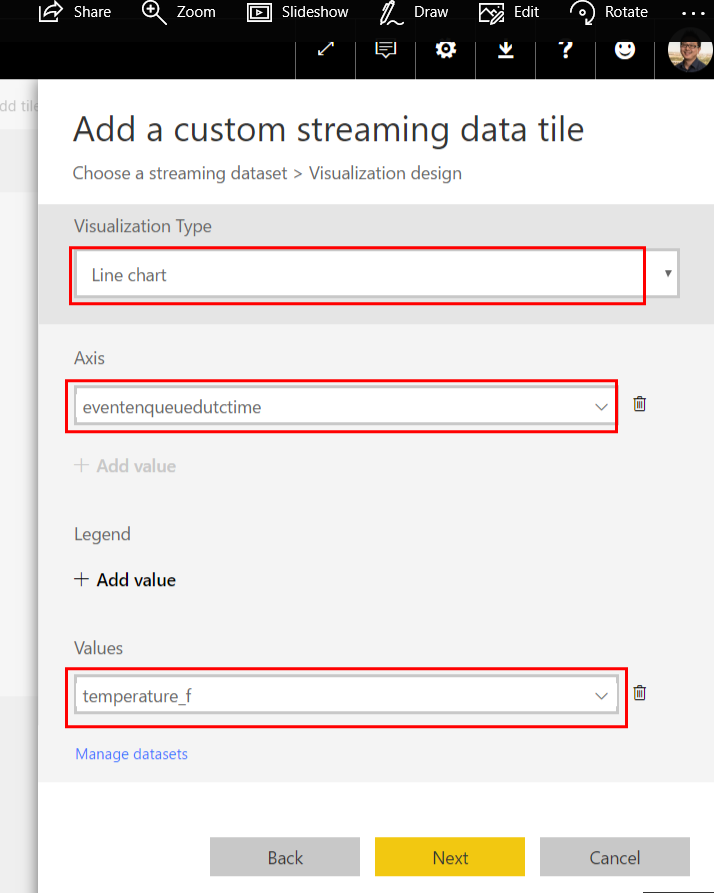 Share Zoom Slideshow Draw Edit Rotate ...
?
dd tile
Add a custom streaming data tile
Choose a streaming dataset > Visualization design
Visualization Type
Line chart
Axis
eventenqueuedutctime
+ Add value
Legend
+ Add value
Values
temperature_f
Manage datasets
Back Next Cancel